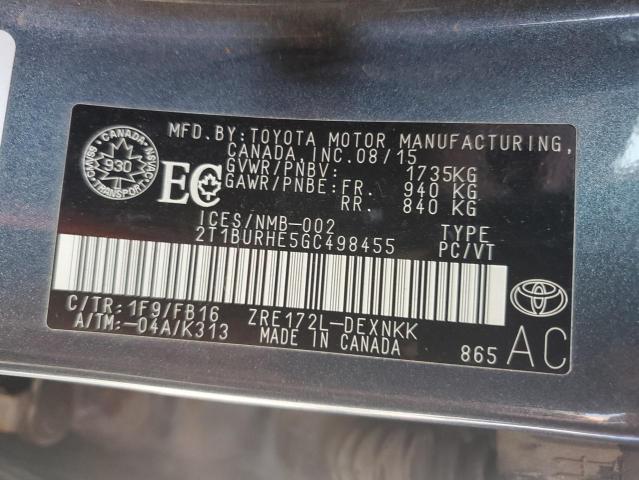 MFD.BY:TOYOTA MOTOR MANUFACTURING,
CANADA, INC.08/15
GVWR/PNBV: 1735KG
GAWR/PNBE:FR. 940 KG
RR. 840 KG
CANADA
930
TRANSPORT
EC
ICES/NMB-002
2T1BURHE5GC498455
TYPE
PC/VT
C/TR:1F9/FB16
A/TM:-04A/K313
ZRE172L-DEXNKK
MADE IN CANADA
865
AC